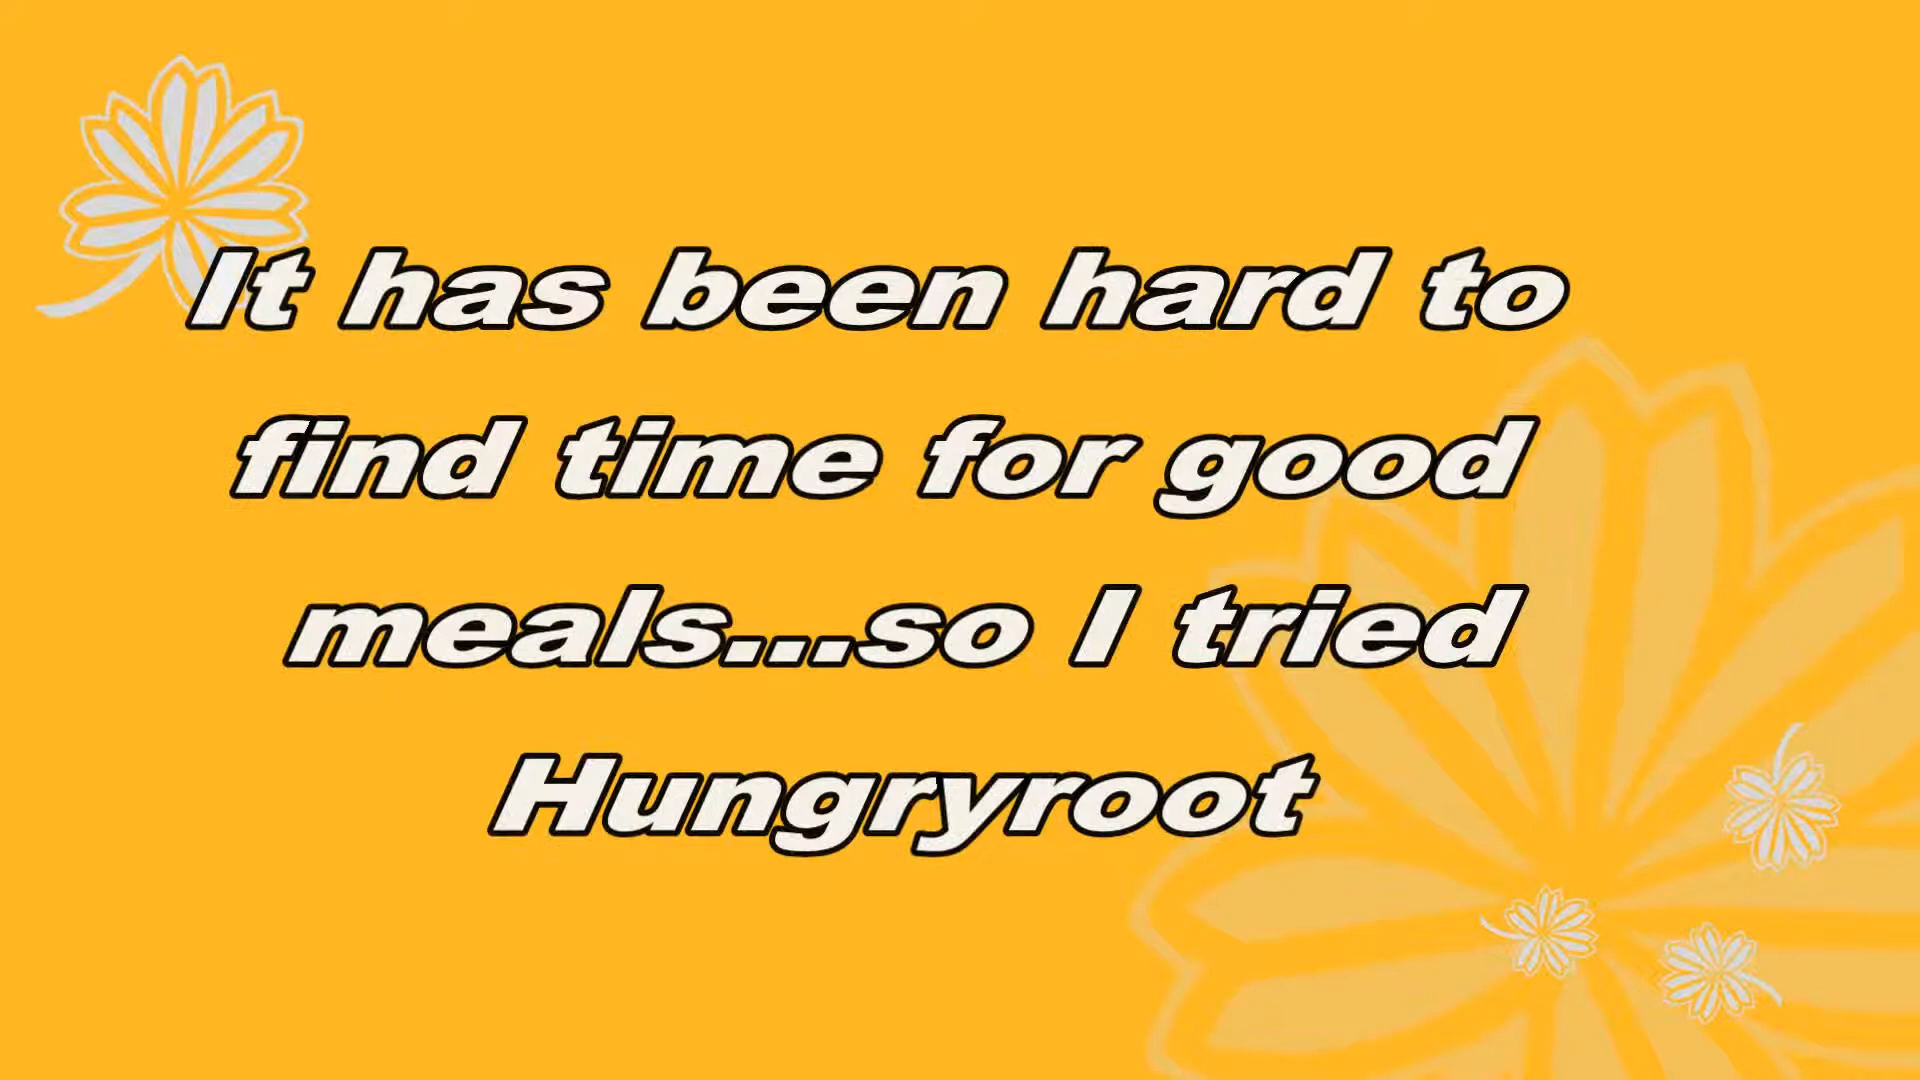 It has been hard to
find time for good
meals...so I tried
Hungryroot